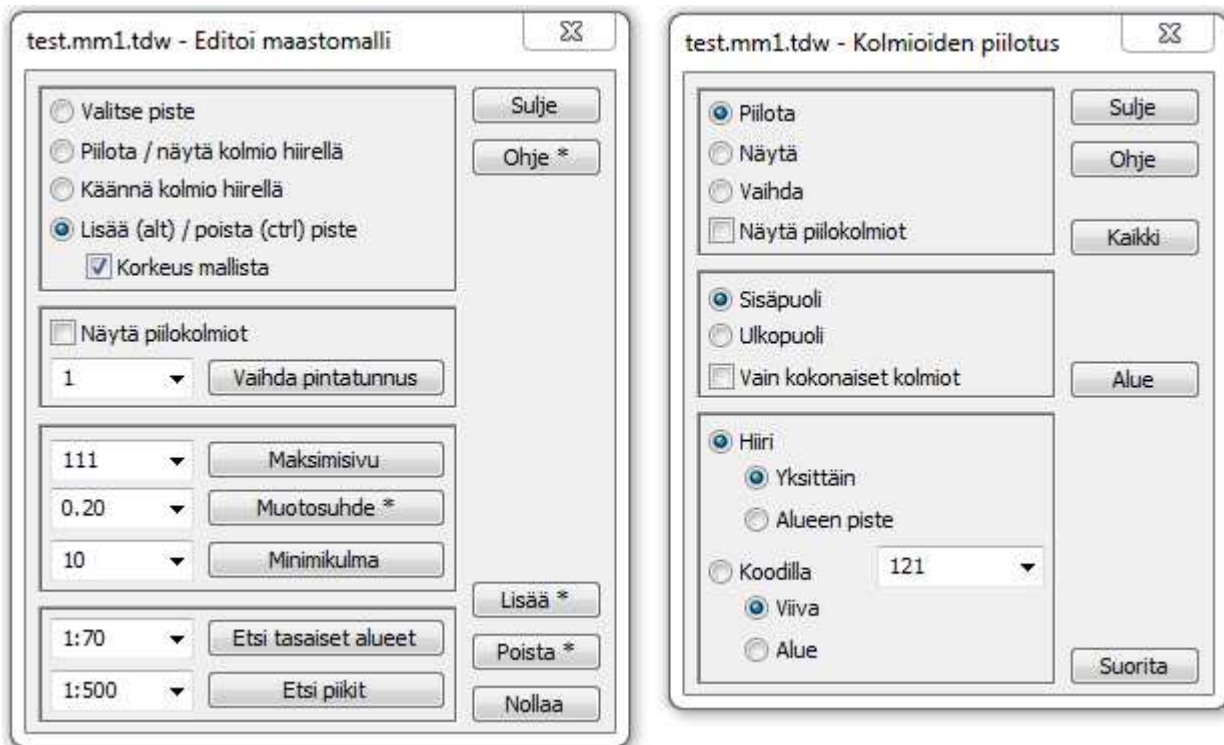 test.mm1.tdw - Editoi maastomalli
Valitse piste
Piilota / näytä kolmio hiirellä
Käännä kolmio hiirellä
Lisää (alt) / poista (ctrl) piste
Korkeus mallista
Sulje
Ohje *
Näytä piilokolmiot
1
Vaihda pintatunnus
111
Maksimisivu
0.20
Muotosuhde *
10
Minimikulma
1:70
Etsi tasaiset alueet
1:500
Etsi piikit
Lisää *
Poista *
Nollaa
test.mm1.tdw - Kolmioiden piilotus
Piilota
Näytä
Vaihda
Näytä piilokolmiot
Sulje
Ohje
Kaikki
Sisäpuoli
Ulkopuoli
Vain kokonaiset kolmiot
Alue
Hiiri
Yksittäin
Alueen piste
Koodilla
121
Viiva
Alue
Suorita